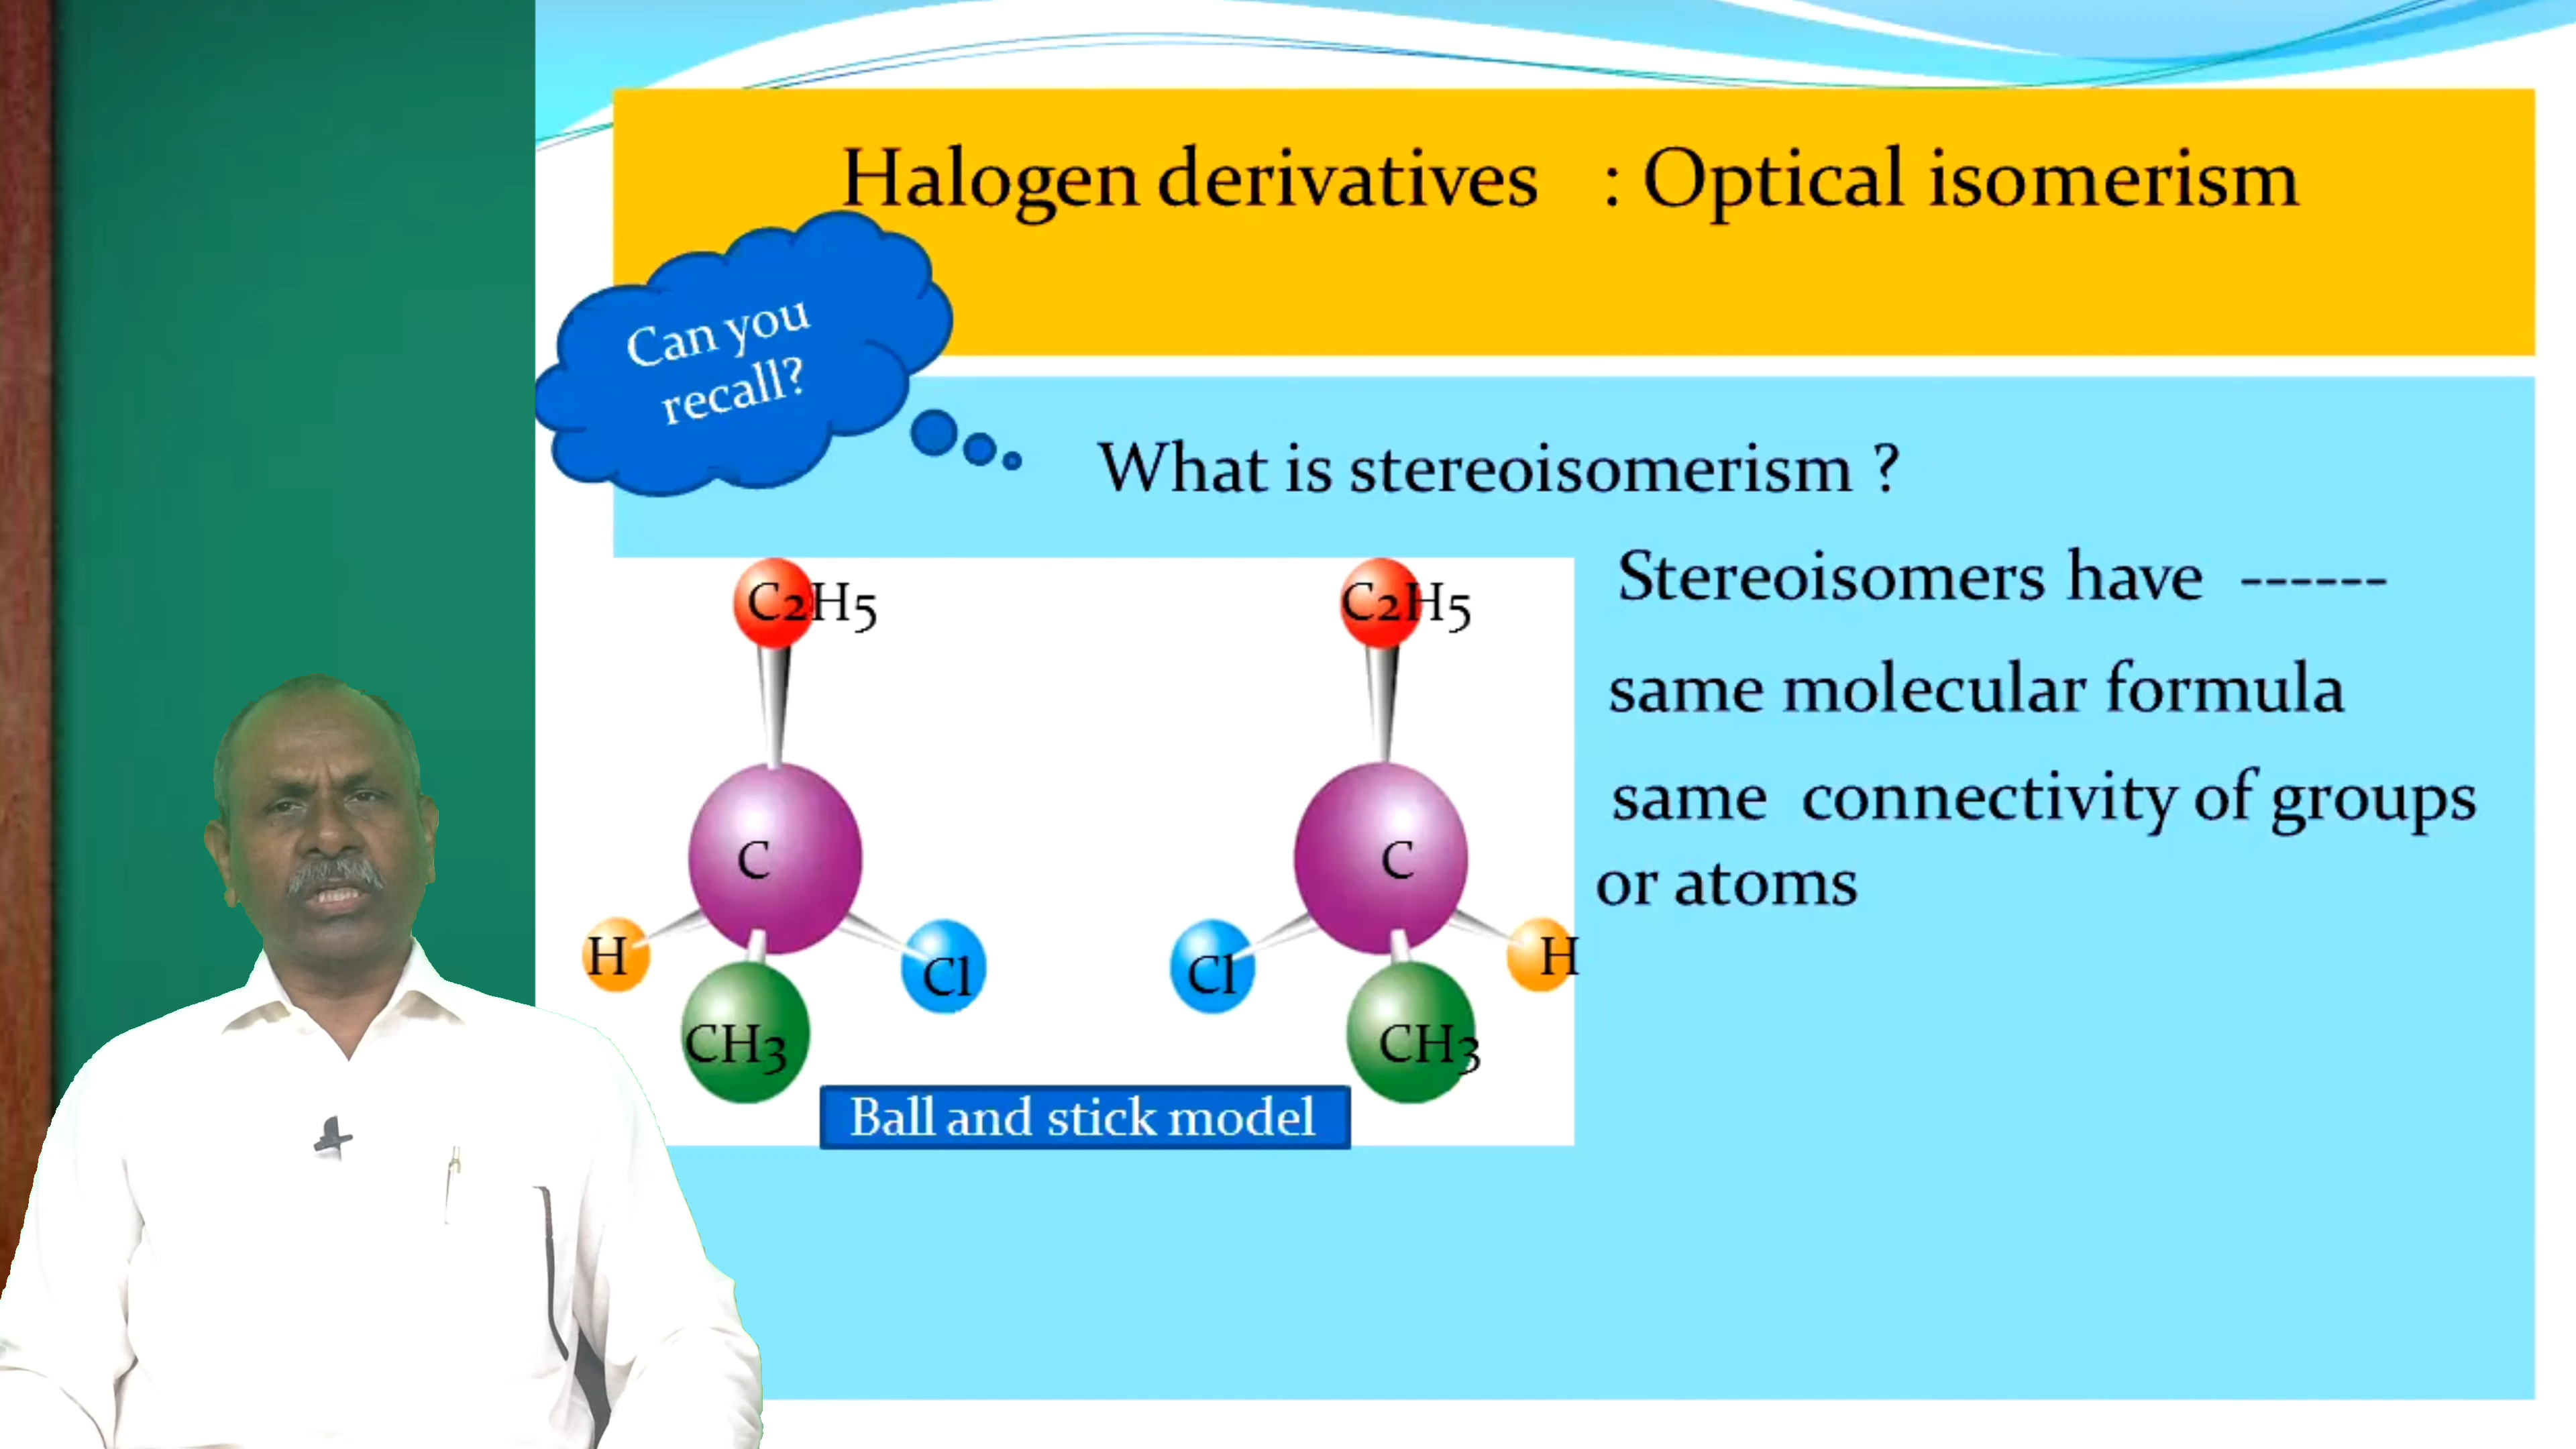 Halogen derivatives : Optical isomerism
Can you
recall?
What is stereoisomerism ?
Stereoisomers have ------
same molecular formula
same connectivity of groups
or atoms
C2H5
C
H
Cl
CH3
C2H5
C
Cl
H
CH3
Ball and stick model